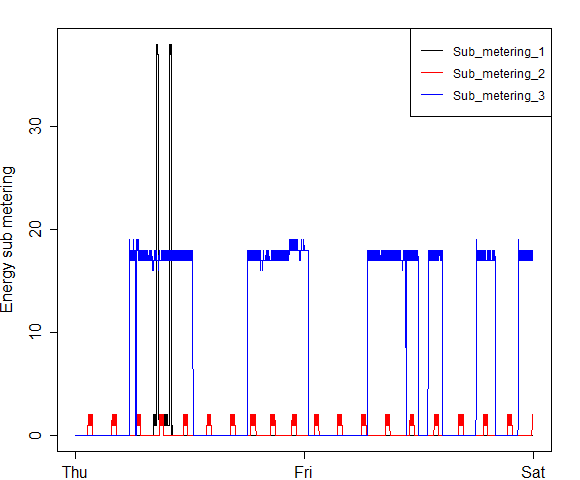 Sub_metering_1
Sub_metering_2
Sub_metering_3
Energy sub metering
30
20
10
0
Thu Fri Sat